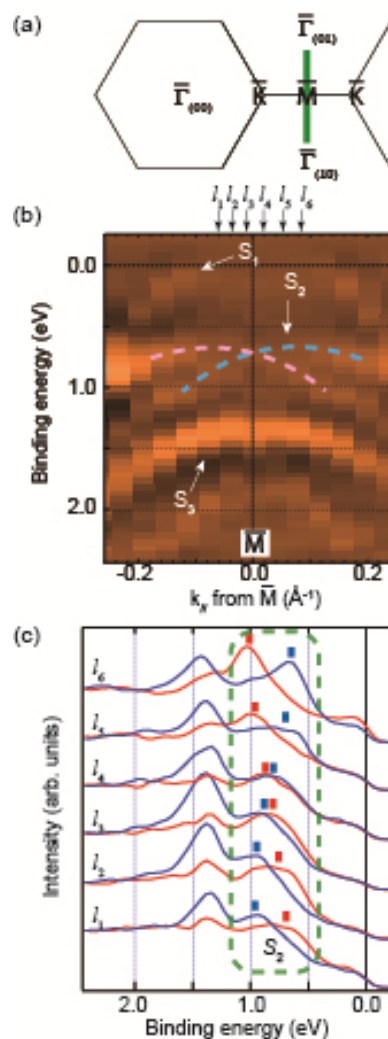 (a)
Γ̅(01)
Γ̅(00) K̅ M̅ K̅
Γ̅(10)
l1 l2 l3 l4 l5 l6
(b)
S1
0.0
S2
1.0
S3
2.0
M̅
-0.2 0.0 0.2
k// from M̅ (Å-1)
Binding energy (eV)
(c)
l6
l5
l4
l3
l2
l1
S2
2.0 1.0 0.0
Binding energy (eV)
Intensity (arb. units)